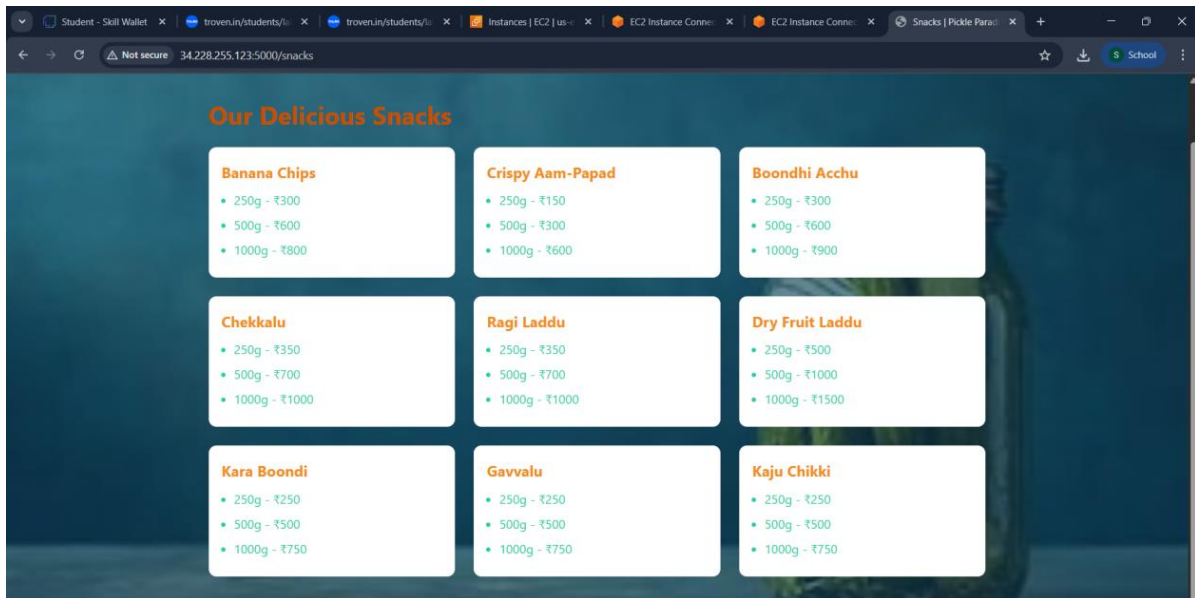 Student - Skill Wallet
troven.in/students/la
troven.in/students/la
Instances | EC2 | us-e
EC2 Instance Connec
EC2 Instance Connec
Snacks | Pickle Paradi
Not secure
34.228.255.123:5000/snacks
S School
Our Delicious Snacks
Banana Chips
• 250g - ₹300
• 500g - ₹600
• 1000g - ₹800
Crispy Aam-Papad
• 250g - ₹150
• 500g - ₹300
• 1000g - ₹600
Boondhi Acchu
• 250g - ₹300
• 500g - ₹600
• 1000g - ₹900
Chekkalu
• 250g - ₹350
• 500g - ₹700
• 1000g - ₹1000
Ragi Laddu
• 250g - ₹350
• 500g - ₹700
• 1000g - ₹1000
Dry Fruit Laddu
• 250g - ₹500
• 500g - ₹1000
• 1000g - ₹1500
Kara Boondi
• 250g - ₹250
• 500g - ₹500
• 1000g - ₹750
Gavvalu
• 250g - ₹250
• 500g - ₹500
• 1000g - ₹750
Kaju Chikki
• 250g - ₹250
• 500g - ₹500
• 1000g - ₹750